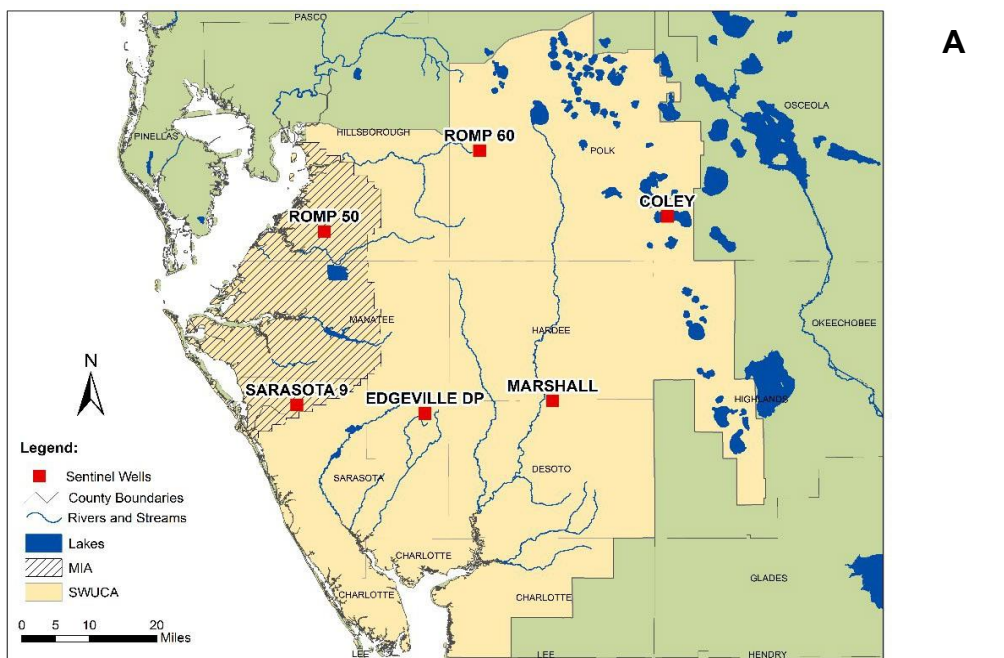 A
PASCO
OSCEOLA
PINELLAS
HILLSBOROUGH
ROMP 60
POLK
COLEY
ROMP 50
MANATEE
HARDEE
OKEECHOBEE
SARASOTA 9
EDGEVILLE DP
MARSHALL
HIGHLANDS
N
SARASOTA
DESOTO
Legend:
Sentinel Wells
County Boundaries
Rivers and Streams
Lakes
MIA
SWUCA
CHARLOTTE
CHARLOTTE
CHARLOTTE
GLADES
0 5 10 20
Miles
LEE
LEE
HENDRY